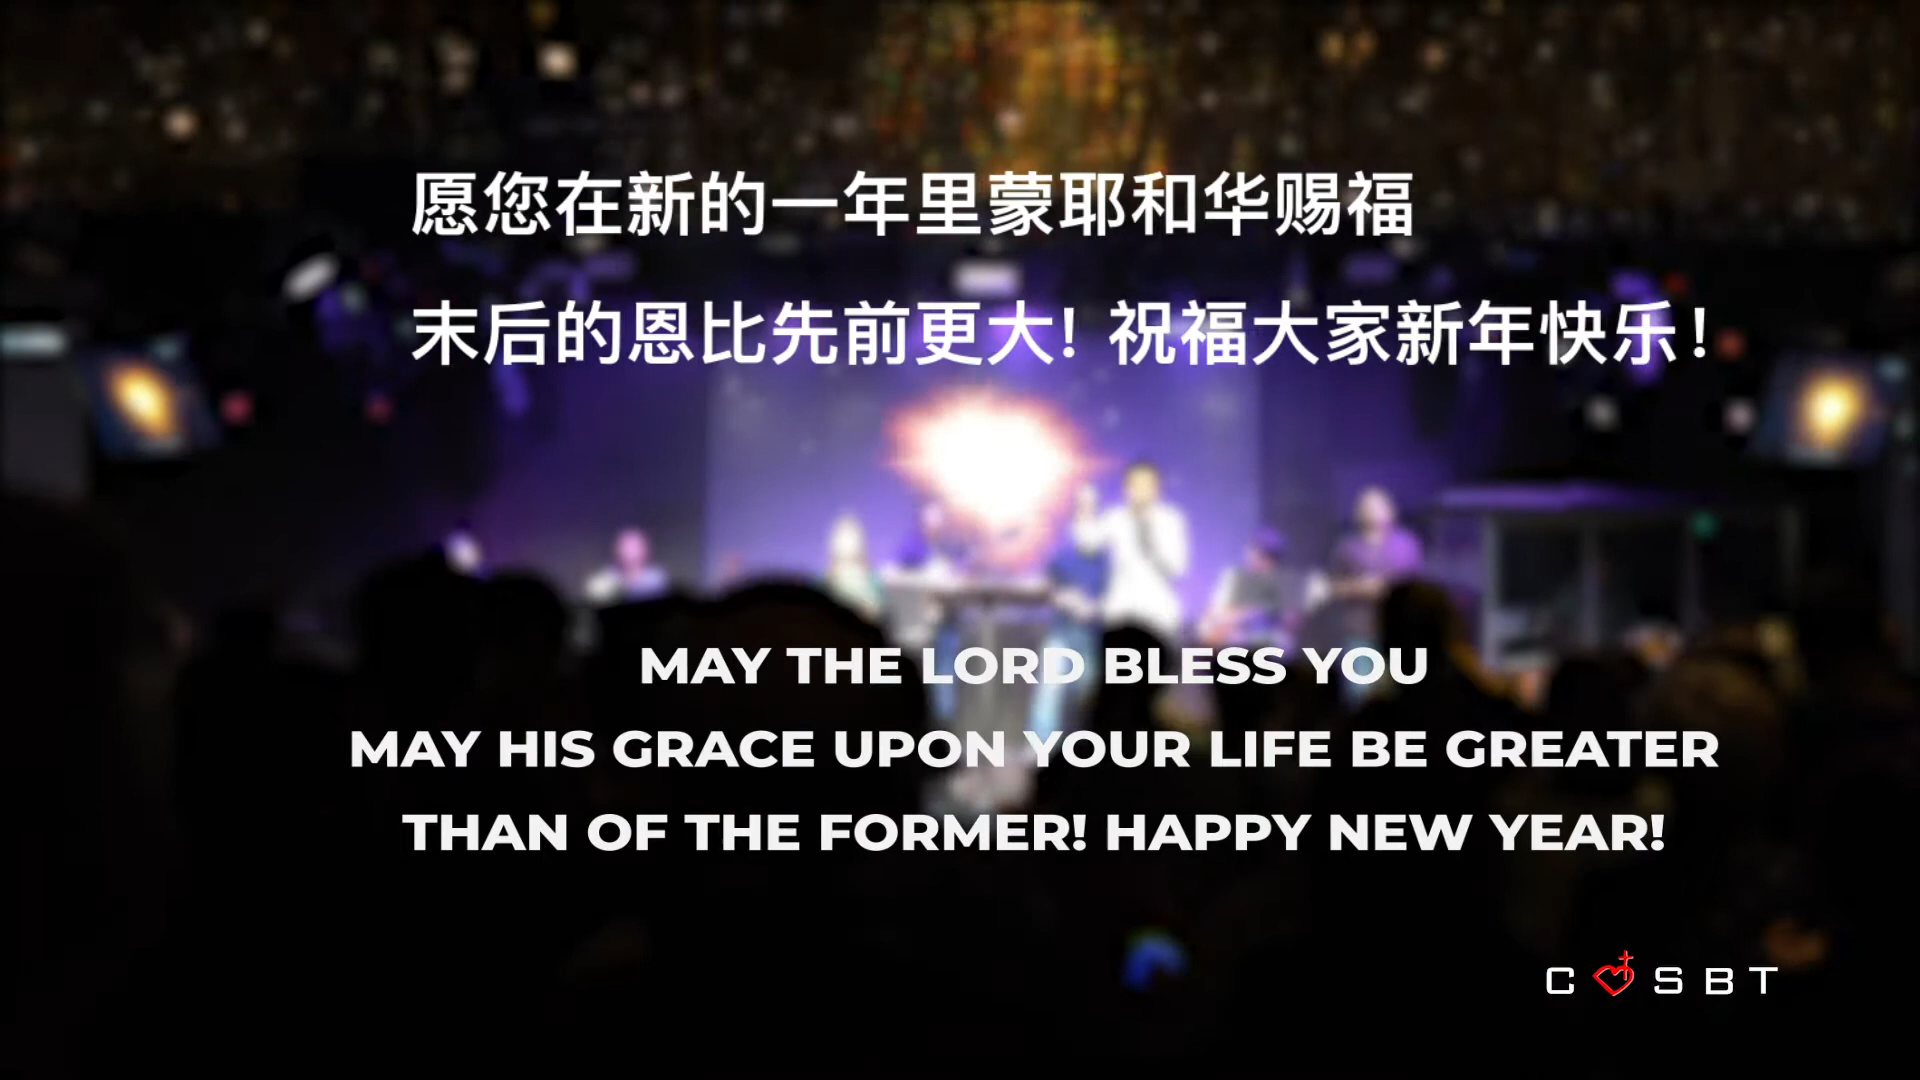 愿您在新的一年里蒙耶和华赐福
末后的恩比先前更大! 祝福大家新年快乐!
MAY THE LORD BLESS YOU
MAY HIS GRACE UPON YOUR LIFE BE GREATER
THAN OF THE FORMER! HAPPY NEW YEAR!
C SBT